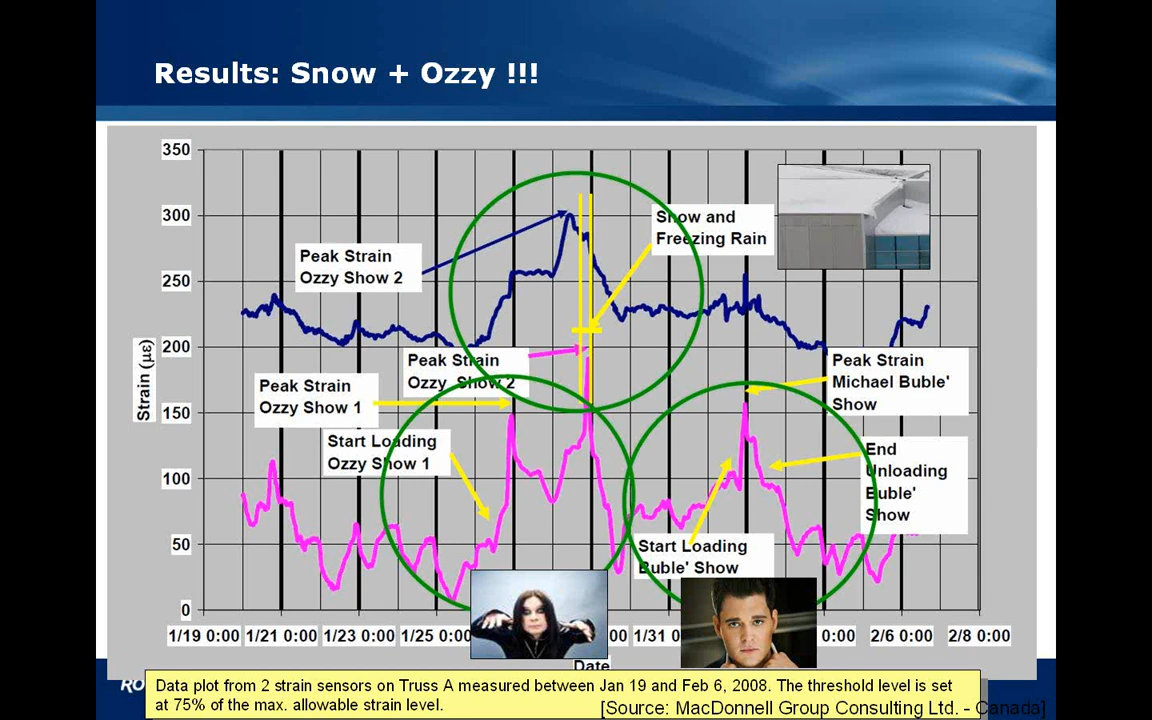 Results: Snow + Ozzy !!!
350
300
250
200
150
100
50
0
Strain (με)
Snow and
Freezing Rain
Peak Strain
Ozzy Show 2
Peak Strain
Ozzy Show 2
Peak Strain
Ozzy Show 1
Start Loading
Ozzy Show 1
Peak Strain
Michael Buble'
Show
End
Unloading
Buble'
Show
Start Loading
Buble' Show
1/19 0:00 1/21 0:00 1/23 0:00 1/25 0:00 1/31 0:00 2/6 0:00 2/8 0:00
Date
Data plot from 2 strain sensors on Truss A measured between Jan 19 and Feb 6, 2008. The threshold level is set
at 75% of the max. allowable strain level.
[Source: MacDonnell Group Consulting Ltd. - Canada]